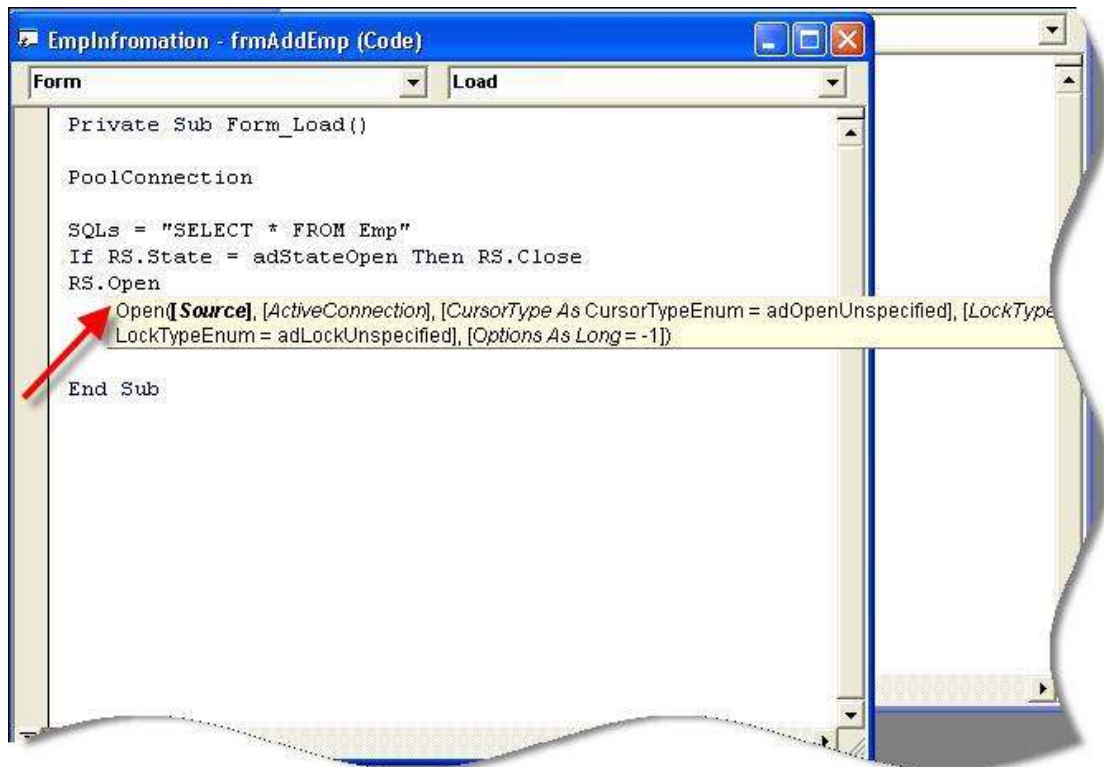 EmpInfromation - frmAddEmp (Code)
Form
Load
Private Sub Form_Load()
PoolConnection
SQLs = "SELECT * FROM Emp"
If RS.State = adStateOpen Then RS.Close
RS.Open
Open([Source], [ActiveConnection], [CursorType As CursorTypeEnum = adOpenUnspecified], [LockType
LockTypeEnum = adLockUnspecified], [Options As Long = -1])
End Sub